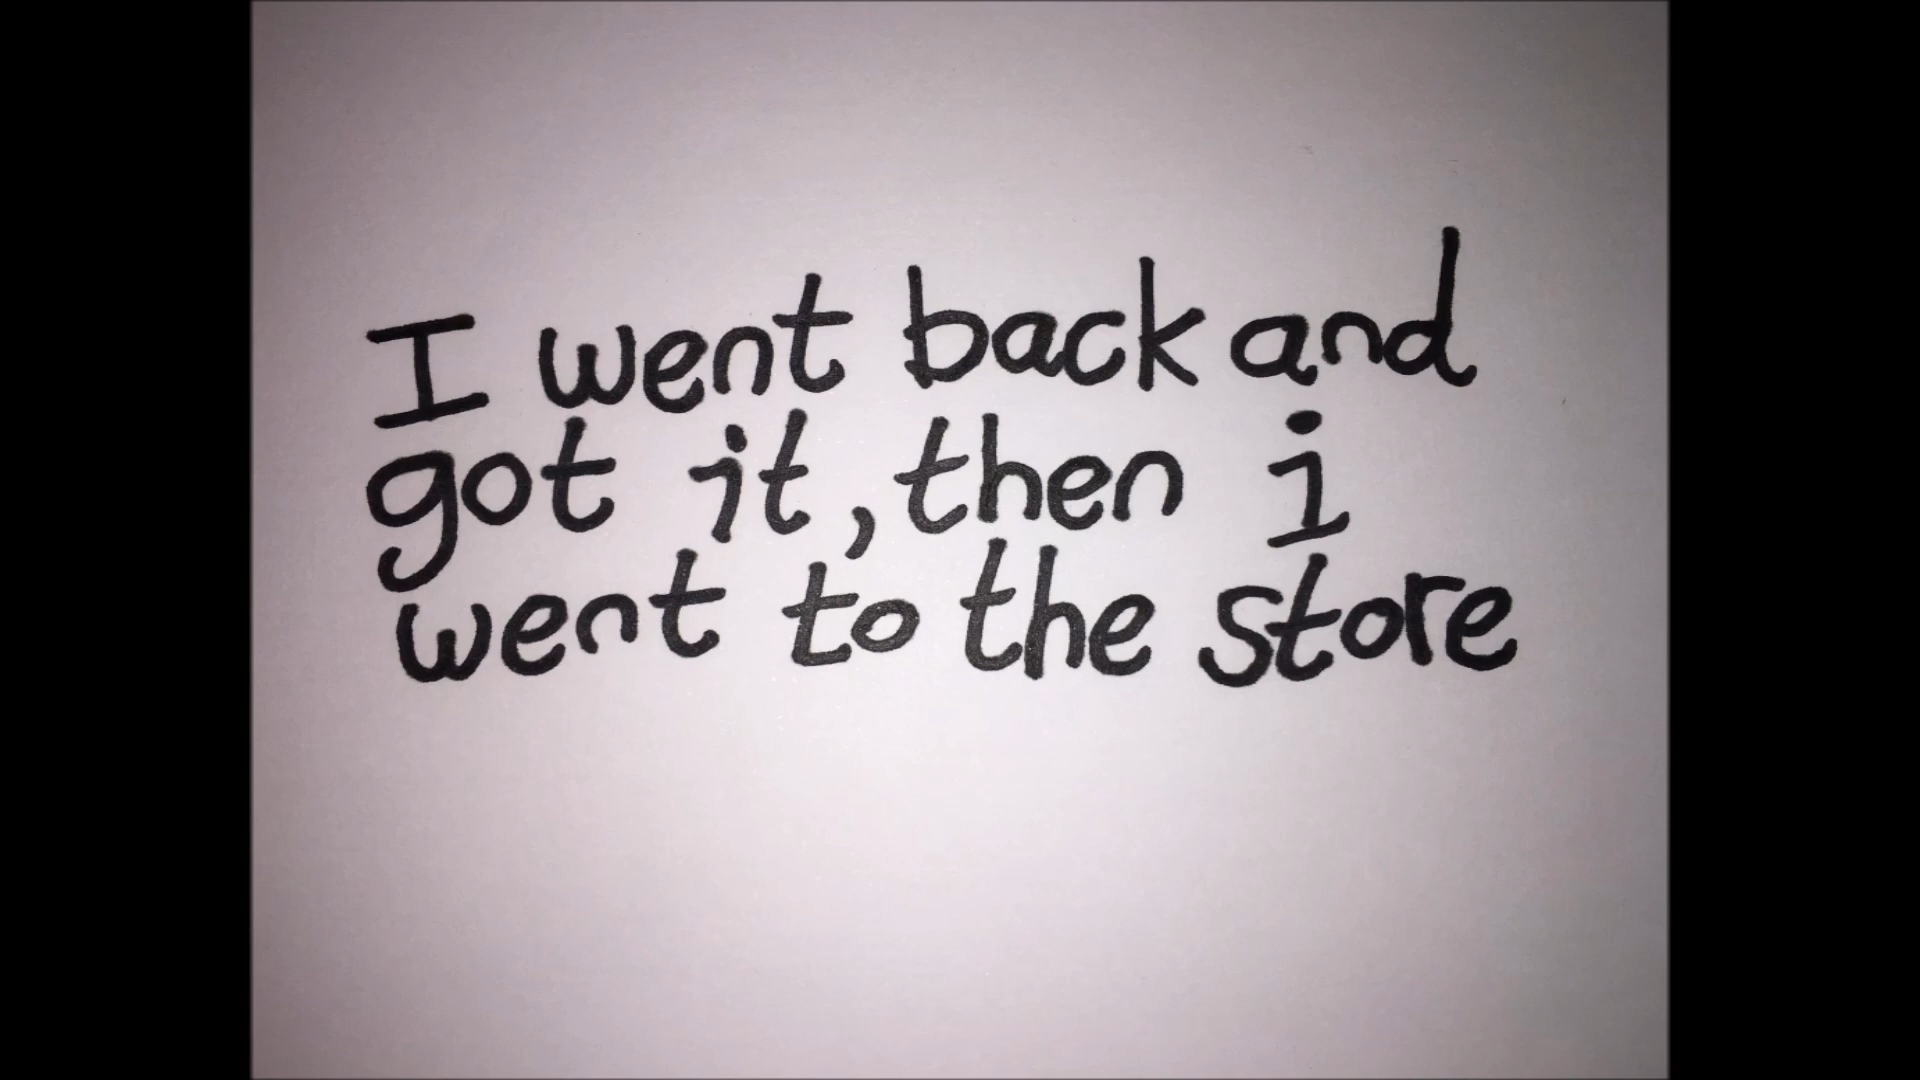 I went back and
got it, then i
went to the store